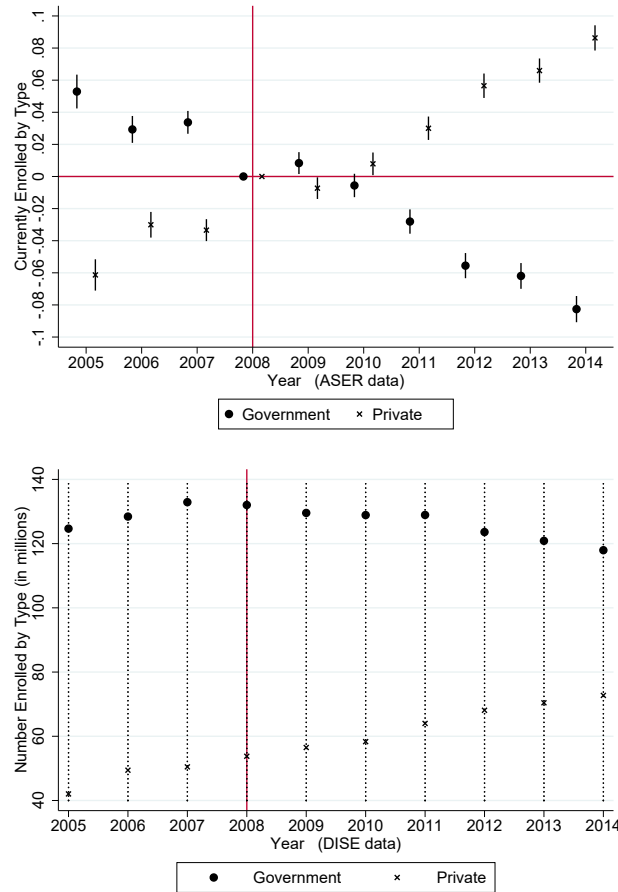 Currently Enrolled by Type
.1
.08
.06
.04
.02
0
-.02
-.04
-.06
-.08
-.1
2005 2006 2007 2008 2009 2010 2011 2012 2013 2014
Year (ASER data)
Government Private
Number Enrolled by Type (in millions)
140
120
100
80
60
40
2005 2006 2007 2008 2009 2010 2011 2012 2013 2014
Year (DISE data)
Government Private